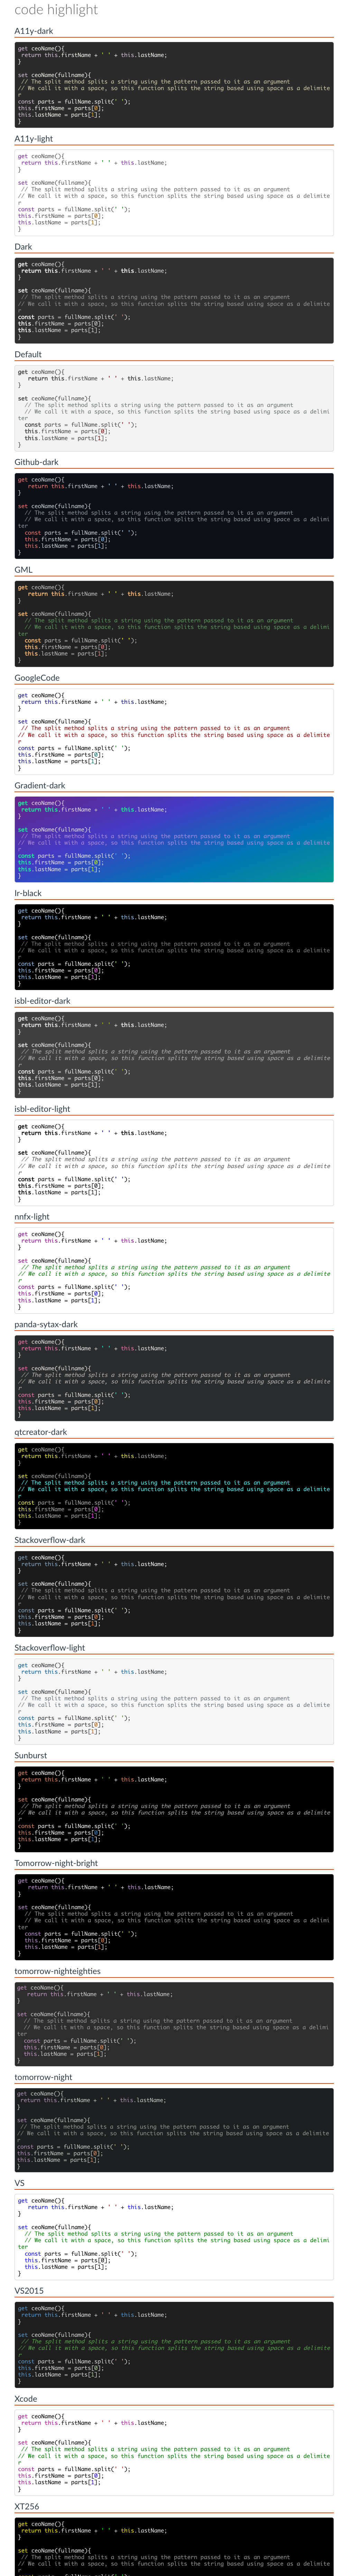 code highlight
A11y-dark
get ceoName(){
return this.firstName + ' ' + this.lastName;
}
set ceoName(fullname){
// The split method splits a string using the pattern passed to it as an argument
// We call it with a space, so this function splits the string based using space as a delimite
r
const parts = fullName.split(' ');
this.firstName = parts[0];
this.lastName = parts[1];
}
A11y-light
get ceoName(){
return this.firstName + ' ' + this.lastName;
}
set ceoName(fullname){
// The split method splits a string using the pattern passed to it as an argument
// We call it with a space, so this function splits the string based using space as a delimite
r
const parts = fullName.split(' ');
this.firstName = parts[0];
this.lastName = parts[1];
}
Dark
get ceoName(){
return this.firstName + ' ' + this.lastName;
}
set ceoName(fullname){
// The split method splits a string using the pattern passed to it as an argument
// We call it with a space, so this function splits the string based using space as a delimite
r
const parts = fullName.split(' ');
this.firstName = parts[0];
this.lastName = parts[1];
}
Default
get ceoName(){
return this.firstName + ' ' + this.lastName;
}
set ceoName(fullname){
// The split method splits a string using the pattern passed to it as an argument
// We call it with a space, so this function splits the string based using space as a delimi
ter
const parts = fullName.split(' ');
this.firstName = parts[0];
this.lastName = parts[1];
}
Github-dark
get ceoName(){
return this.firstName + ' ' + this.lastName;
}
set ceoName(fullname){
// The split method splits a string using the pattern passed to it as an argument
// We call it with a space, so this function splits the string based using space as a delimi
ter
const parts = fullName.split(' ');
this.firstName = parts[0];
this.lastName = parts[1];
}
GML
get ceoName(){
return this.firstName + ' ' + this.lastName;
}
set ceoName(fullname){
// The split method splits a string using the pattern passed to it as an argument
// We call it with a space, so this function splits the string based using space as a delimi
ter
const parts = fullName.split(' ');
this.firstName = parts[0];
this.lastName = parts[1];
}
GoogleCode
get ceoName(){
return this.firstName + ' ' + this.lastName;
}
set ceoName(fullname){
// The split method splits a string using the pattern passed to it as an argument
// We call it with a space, so this function splits the string based using space as a delimite
r
const parts = fullName.split(' ');
this.firstName = parts[0];
this.lastName = parts[1];
}
Gradient-dark
get ceoName(){
return this.firstName + ' ' + this.lastName;
}
set ceoName(fullname){
// The split method splits a string using the pattern passed to it as an argument
// We call it with a space, so this function splits the string based using space as a delimite
r
const parts = fullName.split(' ');
this.firstName = parts[0];
this.lastName = parts[1];
}
Ir-black
get ceoName(){
return this.firstName + ' ' + this.lastName;
}
set ceoName(fullname){
// The split method splits a string using the pattern passed to it as an argument
// We call it with a space, so this function splits the string based using space as a delimite
r
const parts = fullName.split(' ');
this.firstName = parts[0];
this.lastName = parts[1];
}
isbl-editor-dark
get ceoName(){
return this.firstName + ' ' + this.lastName;
}
set ceoName(fullname){
// The split method splits a string using the pattern passed to it as an argument
// We call it with a space, so this function splits the string based using space as a delimite
r
const parts = fullName.split(' ');
this.firstName = parts[0];
this.lastName = parts[1];
}
isbl-editor-light
get ceoName(){
return this.firstName + ' ' + this.lastName;
}
set ceoName(fullname){
// The split method splits a string using the pattern passed to it as an argument
// We call it with a space, so this function splits the string based using space as a delimite
r
const parts = fullName.split(' ');
this.firstName = parts[0];
this.lastName = parts[1];
}
nnfx-light
get ceoName(){
return this.firstName + ' ' + this.lastName;
}
set ceoName(fullname){
// The split method splits a string using the pattern passed to it as an argument
// We call it with a space, so this function splits the string based using space as a delimite
r
const parts = fullName.split(' ');
this.firstName = parts[0];
this.lastName = parts[1];
}
panda-sytax-dark
get ceoName(){
return this.firstName + ' ' + this.lastName;
}
set ceoName(fullname){
// The split method splits a string using the pattern passed to it as an argument
// We call it with a space, so this function splits the string based using space as a delimite
r
const parts = fullName.split(' ');
this.firstName = parts[0];
this.lastName = parts[1];
}
qtcreator-dark
get ceoName(){
return this.firstName + ' ' + this.lastName;
}
set ceoName(fullname){
// The split method splits a string using the pattern passed to it as an argument
// We call it with a space, so this function splits the string based using space as a delimite
r
const parts = fullName.split(' ');
this.firstName = parts[0];
this.lastName = parts[1];
}
Stackoverflow-dark
get ceoName(){
return this.firstName + ' ' + this.lastName;
}
set ceoName(fullname){
// The split method splits a string using the pattern passed to it as an argument
// We call it with a space, so this function splits the string based using space as a delimite
r
const parts = fullName.split(' ');
this.firstName = parts[0];
this.lastName = parts[1];
}
Stackoverflow-light
get ceoName(){
return this.firstName + ' ' + this.lastName;
}
set ceoName(fullname){
// The split method splits a string using the pattern passed to it as an argument
// We call it with a space, so this function splits the string based using space as a delimite
r
const parts = fullName.split(' ');
this.firstName = parts[0];
this.lastName = parts[1];
}
Sunburst
get ceoName(){
return this.firstName + ' ' + this.lastName;
}
set ceoName(fullname){
// The split method splits a string using the pattern passed to it as an argument
// We call it with a space, so this function splits the string based using space as a delimite
r
const parts = fullName.split(' ');
this.firstName = parts[0];
this.lastName = parts[1];
}
Tomorrow-night-bright
get ceoName(){
return this.firstName + ' ' + this.lastName;
}
set ceoName(fullname){
// The split method splits a string using the pattern passed to it as an argument
// We call it with a space, so this function splits the string based using space as a delimi
ter
const parts = fullName.split(' ');
this.firstName = parts[0];
this.lastName = parts[1];
}
tomorrow-nighteighties
get ceoName(){
return this.firstName + ' ' + this.lastName;
}
set ceoName(fullname){
// The split method splits a string using the pattern passed to it as an argument
// We call it with a space, so this function splits the string based using space as a delimi
ter
const parts = fullName.split(' ');
this.firstName = parts[0];
this.lastName = parts[1];
}
tomorrow-night
get ceoName(){
return this.firstName + ' ' + this.lastName;
}
set ceoName(fullname){
// The split method splits a string using the pattern passed to it as an argument
// We call it with a space, so this function splits the string based using space as a delimite
r
const parts = fullName.split(' ');
this.firstName = parts[0];
this.lastName = parts[1];
}
VS
get ceoName(){
return this.firstName + ' ' + this.lastName;
}
set ceoName(fullname){
// The split method splits a string using the pattern passed to it as an argument
// We call it with a space, so this function splits the string based using space as a delimi
ter
const parts = fullName.split(' ');
this.firstName = parts[0];
this.lastName = parts[1];
}
VS2015
get ceoName(){
return this.firstName + ' ' + this.lastName;
}
set ceoName(fullname){
// The split method splits a string using the pattern passed to it as an argument
// We call it with a space, so this function splits the string based using space as a delimite
r
const parts = fullName.split(' ');
this.firstName = parts[0];
this.lastName = parts[1];
}
Xcode
get ceoName(){
return this.firstName + ' ' + this.lastName;
}
set ceoName(fullname){
// The split method splits a string using the pattern passed to it as an argument
// We call it with a space, so this function splits the string based using space as a delimite
r
const parts = fullName.split(' ');
this.firstName = parts[0];
this.lastName = parts[1];
}
XT256
get ceoName(){
return this.firstName + ' ' + this.lastName;
}
set ceoName(fullname){
// The split method splits a string using the pattern passed to it as an argument
// We call it with a space, so this function splits the string based using space as a delimite
r